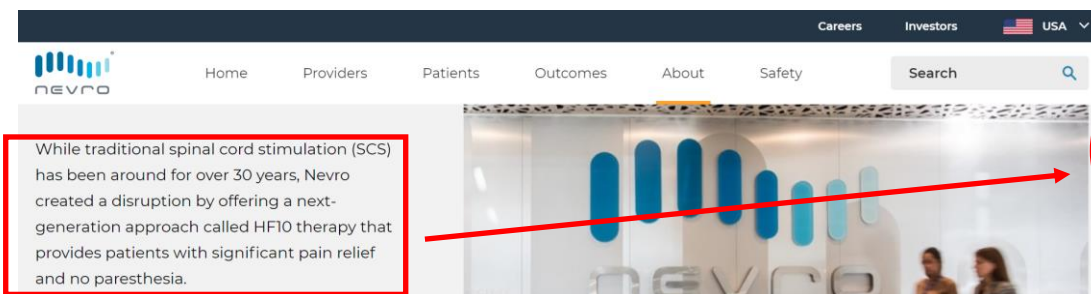 Careers Investors USA
nevro
Home Providers Patients Outcomes About Safety Search
While traditional spinal cord stimulation (SCS)
has been around for over 30 years, Nevro
created a disruption by offering a next-
generation approach called HF10 therapy that
provides patients with significant pain relief
and no paresthesia.
nevro